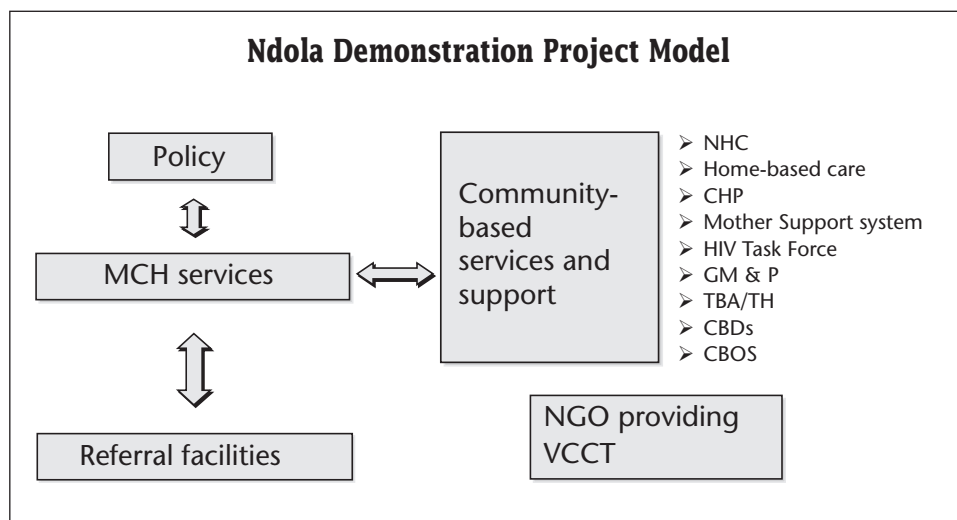 Ndola Demonstration Project Model
Policy
MCH services
Referral facilities
Community-
based
services and
support
➢ NHC
➢ Home-based care
➢ CHP
➢ Mother Support system
➢ HIV Task Force
➢ GM & P
➢ TBA/TH
➢ CBDs
➢ CBOS
NGO providing
VCCT